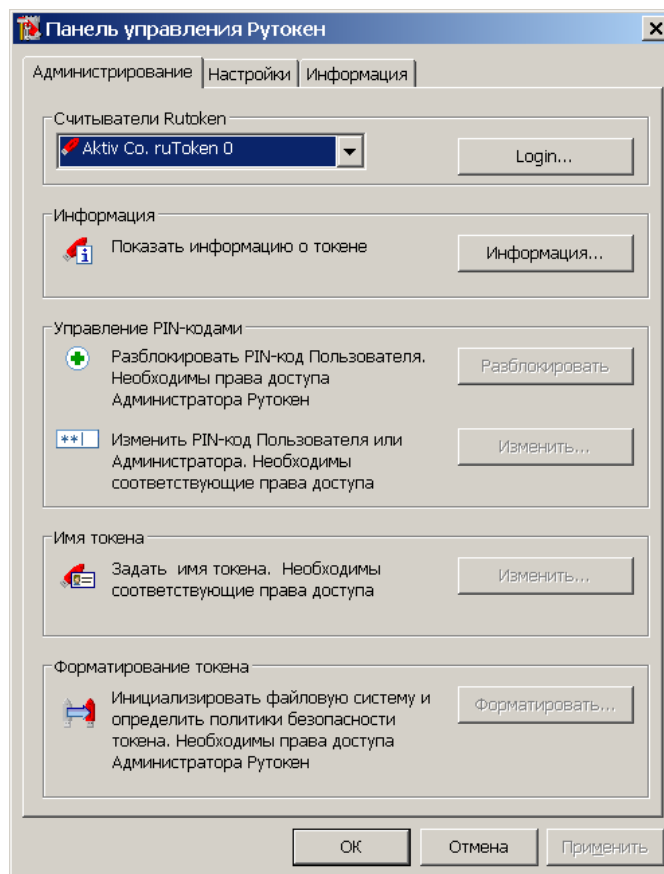 Панель управления Рутокен
Администрирование Настройки Информация
Считыватели Rutoken
Aktiv Co. ruToken 0
Login...
Информация
Показать информацию о токене
Информация...
Управление PIN-кодами
Разблокировать PIN-код Пользователя.
Необходимы права доступа
Администратора Рутокен
Разблокировать
**|
Изменить PIN-код Пользователя или
Администратора. Необходимы
соответствующие права доступа
Изменить...
Имя токена
Задать имя токена. Необходимы
соответствующие права доступа
Изменить...
Форматирование токена
Инициализировать файловую систему и
определить политики безопасности
токена. Необходимы права доступа
Администратора Рутокен
Форматировать...
ОК Отмена Применить